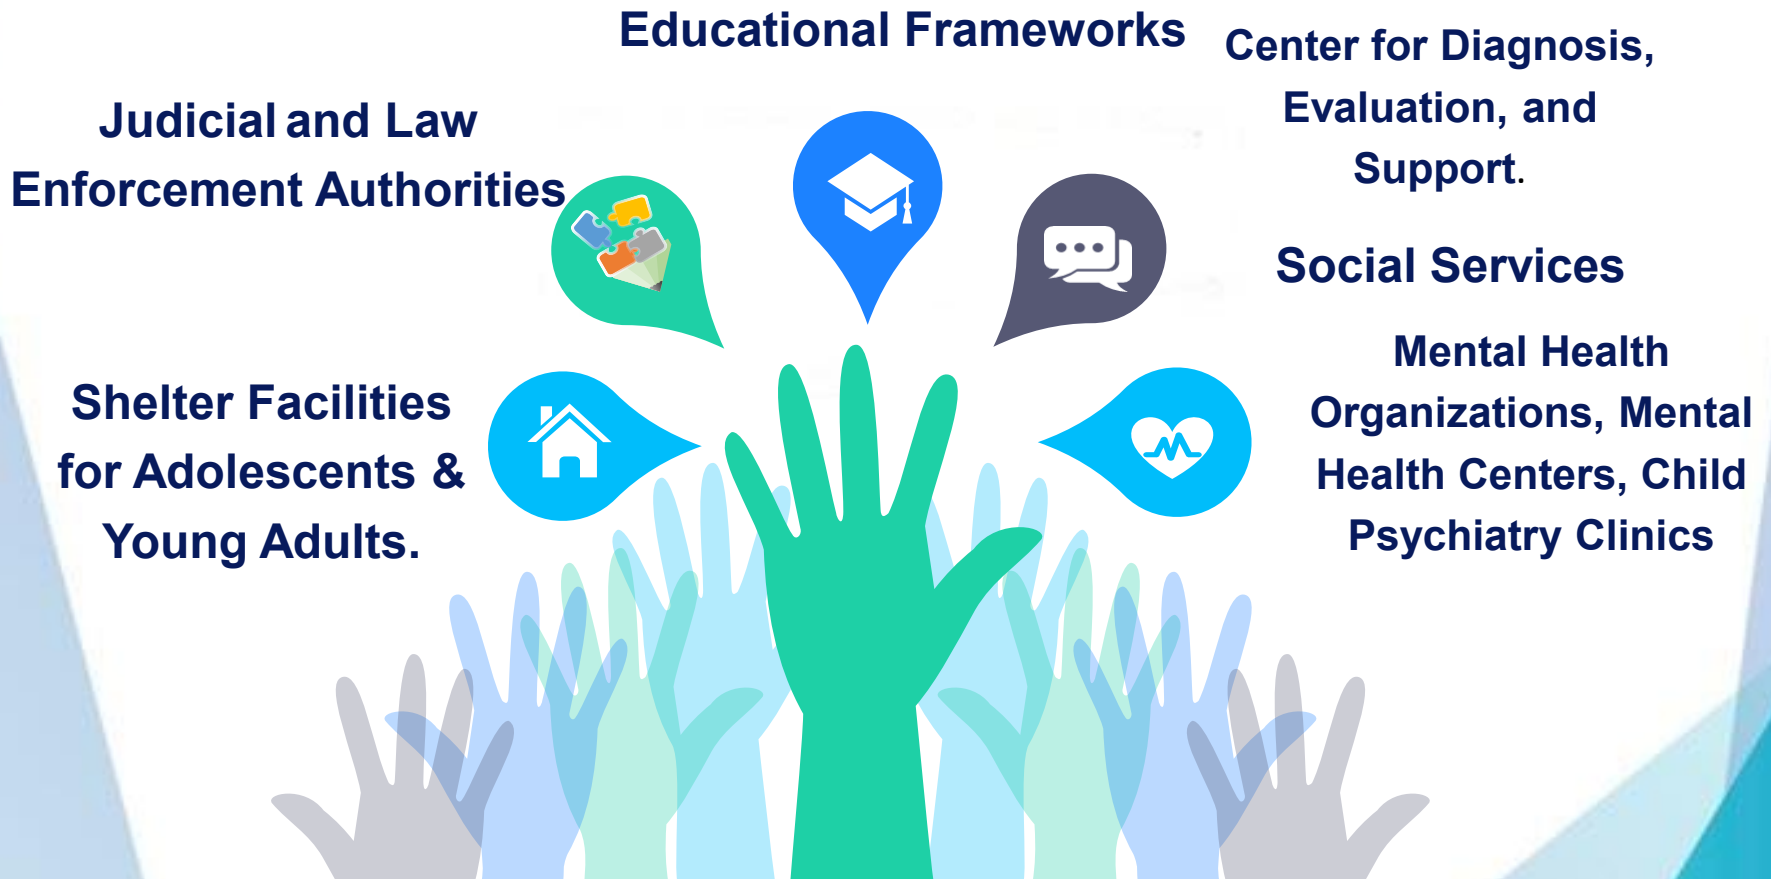 Educational Frameworks
Center for Diagnosis,
Evaluation, and
Support.
Judicial and Law
Enforcement Authorities
Social Services
Mental Health
Organizations, Mental
Health Centers, Child
Psychiatry Clinics
Shelter Facilities
for Adolescents &
Young Adults.